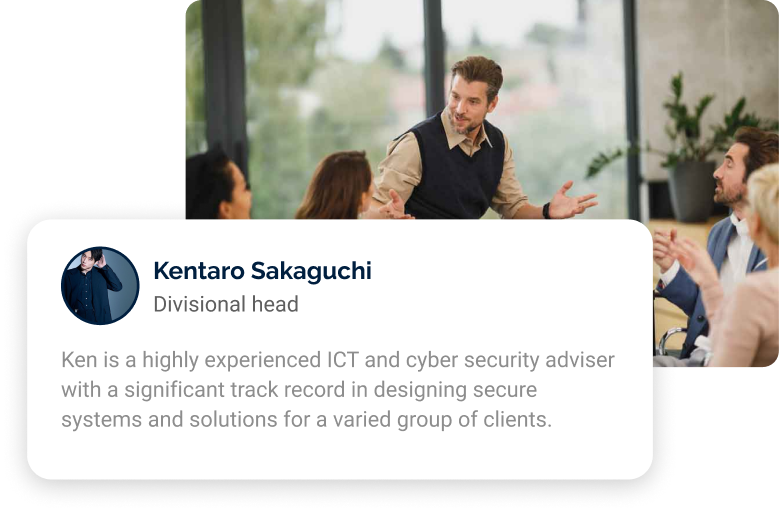 Kentaro Sakaguchi
Divisional head
Ken is a highly experienced ICT and cyber security adviser
with a significant track record in designing secure
systems and solutions for a varied group of clients.